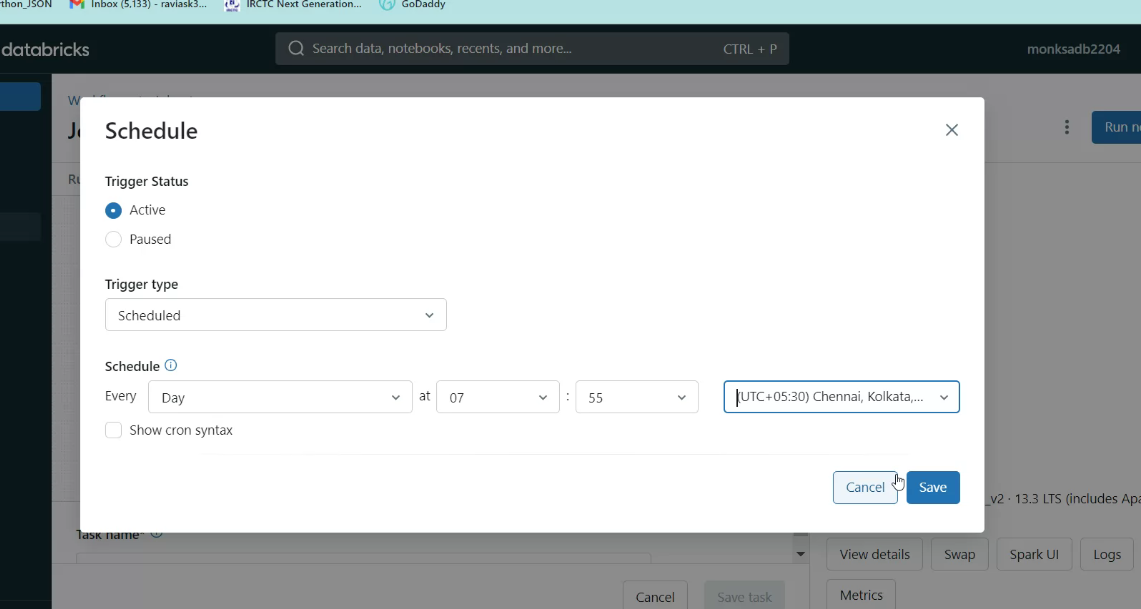 thon_JSON Inbox (5,133) - raviask3... IRCTC Next Generation... GoDaddy
databricks
Search data, notebooks, recents, and more... CTRL + P
monksadb2204
Schedule
Run n
Trigger Status
Active
Paused
Trigger type
Scheduled
Schedule
Every Day at 07 : 55 (UTC+05:30) Chennai, Kolkata,...
Show cron syntax
Cancel Save
_v2 · 13.3 LTS (includes Apa
Task name*
View details Swap Spark UI Logs
Cancel Save task
Metrics